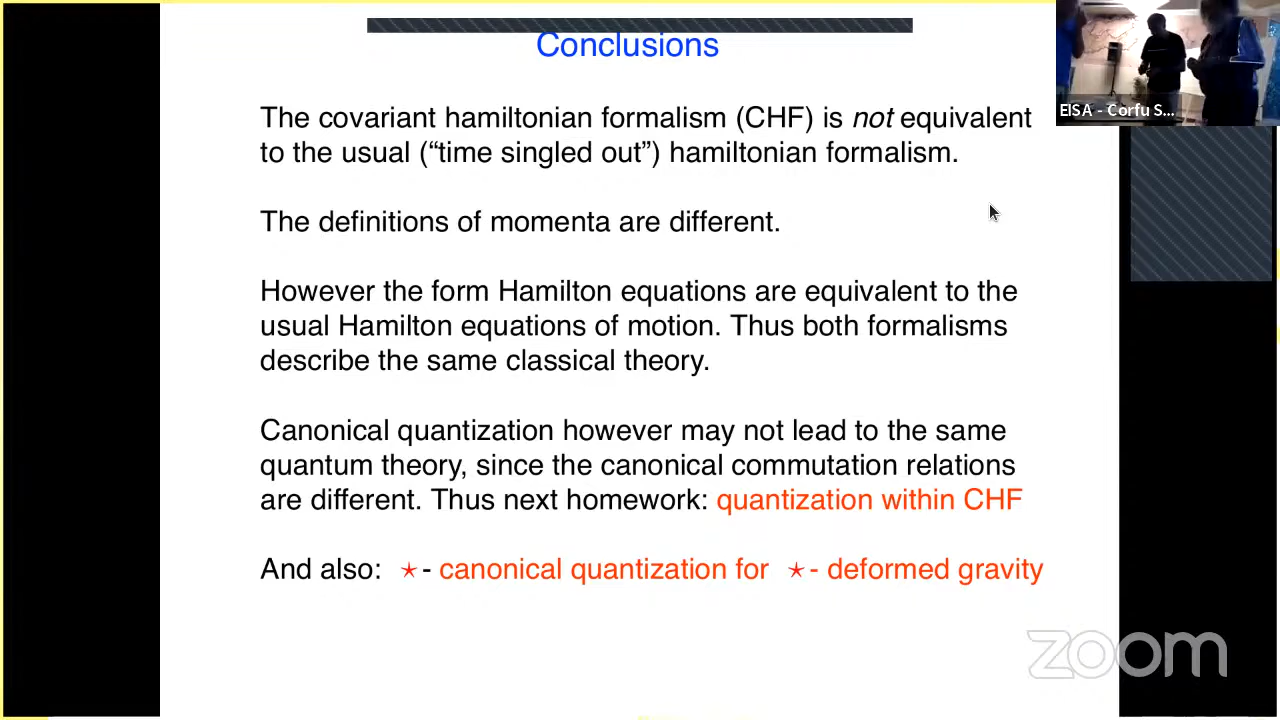 Conclusions
EISA - Corfu S...
The covariant hamiltonian formalism (CHF) is not equivalent
to the usual (“time singled out”) hamiltonian formalism.
The definitions of momenta are different.
However the form Hamilton equations are equivalent to the
usual Hamilton equations of motion. Thus both formalisms
describe the same classical theory.
Canonical quantization however may not lead to the same
quantum theory, since the canonical commutation relations
are different. Thus next homework: quantization within CHF
And also: ⋆- canonical quantization for ⋆- deformed gravity
zoom